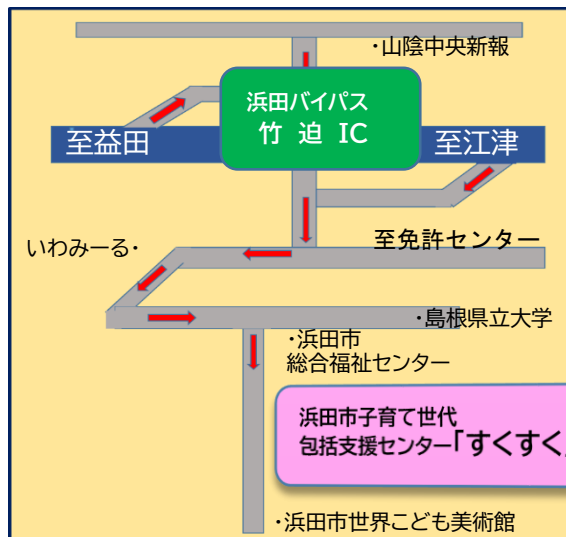 ・山陰中央新報
浜田バイパス
竹 迫 IC
至益田
至江津
至免許センター
いわみーる・
・島根県立大学
・浜田市
総合福祉センター
浜田市子育て世代
包括支援センター「すくすく」
・浜田市世界こども美術館